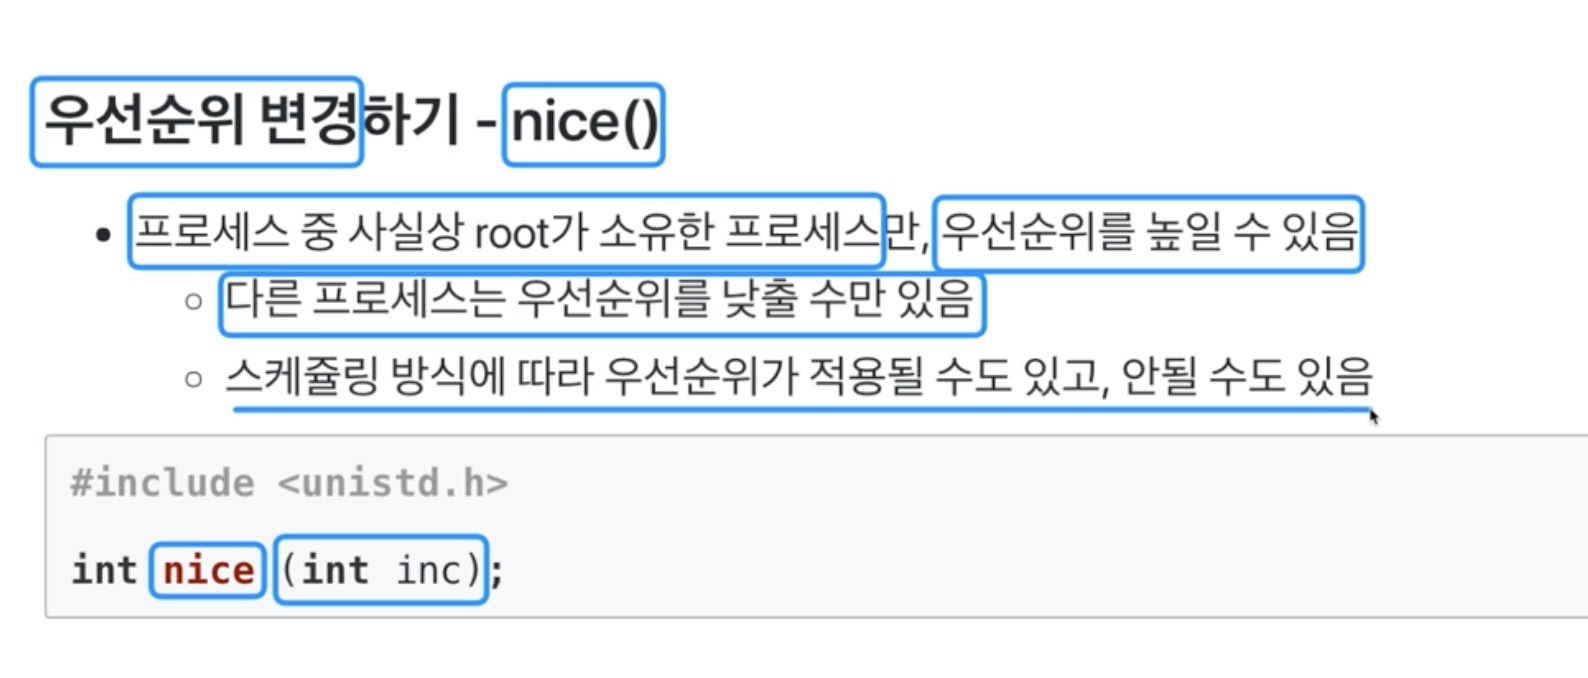 우선순위 변경하기 - nice()
• 프로세스 중 사실상 root가 소유한 프로세스만, 우선순위를 높일 수 있음
○ 다른 프로세스는 우선순위를 낮출 수만 있음
○ 스케쥴링 방식에 따라 우선순위가 적용될 수도 있고, 안될 수도 있음
#include <unistd.h>
int nice (int inc);